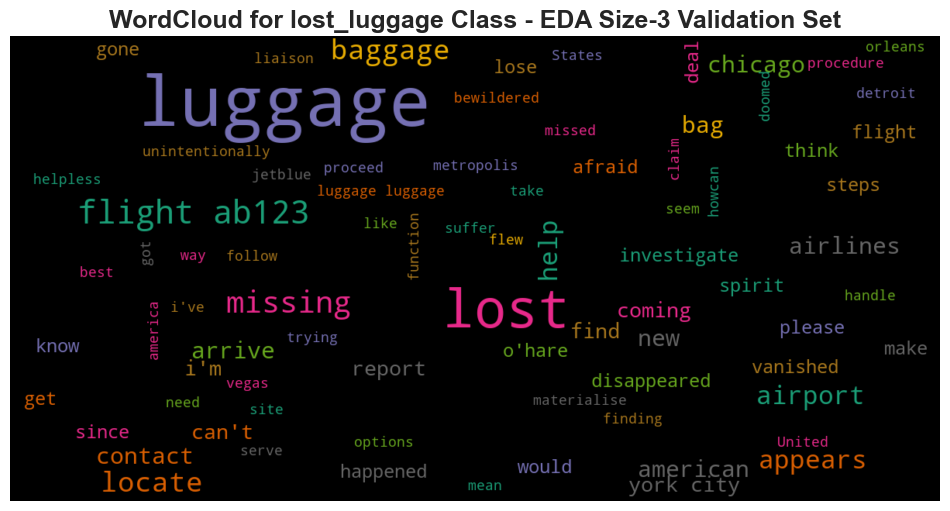 WordCloud for lost_luggage Class - EDA Size-3 Validation Set
gone
liaison
baggage
lose
States
deal
chicago
orleans
procedure
luggage
bewildered
doomed
detroit
missed
bag
flight
unintentionally
think
claim
helpless
jetblue
proceed
metropolis
afraid
steps
luggage luggage
take
howcan
flight ab123
like
suffer
flew
seem
function
help
got
way
follow
investigate
airlines
best
spirit
i've
missing
lost
coming
handle
america
trying
find
new
please
know
arrive
o'hare
make
i'm
report
vanished
vegas
disappeared
get
need
site
materialise
airport
finding
since
can't
options
United
contact
serve
happened
would
american
appears
locate
mean
york city